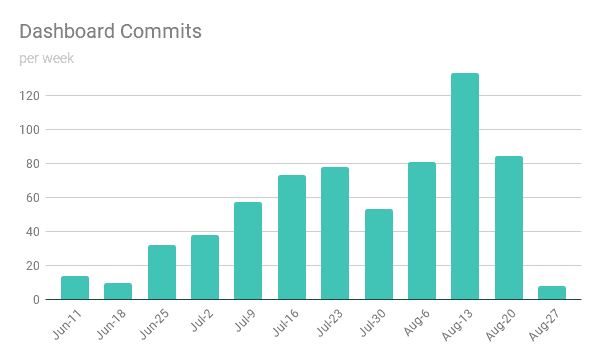 Dashboard Commits
per week
120
100
80
60
40
20
0
Jun-11
Jun-18
Jun-25
Jul-2
Jul-9
Jul-16
Jul-23
Jul-30
Aug-6
Aug-13
Aug-20
Aug-27